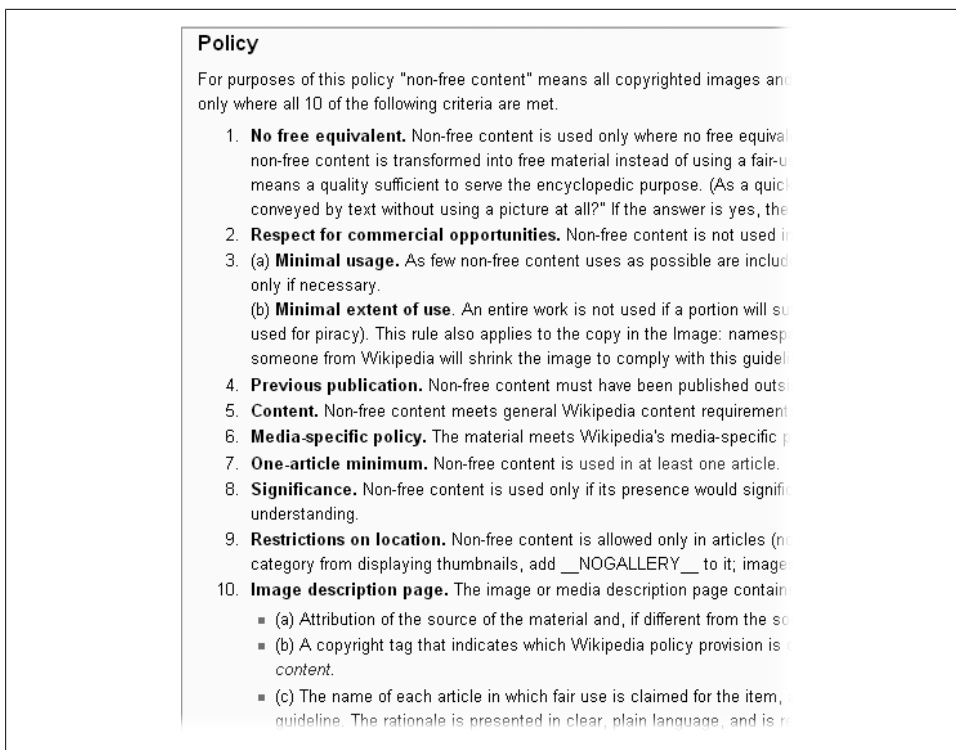 Policy
For purposes of this policy "non-free content" means all copyrighted images and
only where all 10 of the following criteria are met.
1. No free equivalent. Non-free content is used only where no free
non-free content is transformed into free material instead of using a
means a quality sufficient to serve the encyclopedic purpose. (As a
conveyed by text without using a picture at all?" If the answer is yes, the
2. Respect for commercial opportunities. Non-free content is not used
3. (a) Minimal usage. As few non-free content uses as possible are
only if necessary.
(b) Minimal extent of use. An entire work is not used if a portion will
used for piracy). This rule also applies to the copy in the Image:
someone from Wikipedia will shrink the image to comply with this
4. Previous publication. Non-free content must have been published
5. Content. Non-free content meets general Wikipedia content requirement
6. Media-specific policy. The material meets Wikipedia's media-specific
7. One-article minimum. Non-free content is used in at least one article.
8. Significance. Non-free content is used only if its presence would
understanding.
9. Restrictions on location. Non-free content is allowed only in articles
category from displaying thumbnails, add __NOGALLERY__ to it; image
10. Image description page. The image or media description page contain
▪ (a) Attribution of the source of the material and, if different from the
▪ (b) A copyright tag that indicates which Wikipedia policy provision is
content.
▪ (c) The name of each article in which fair use is claimed for the item,
guideline. The rationale is presented in clear, plain language, and is